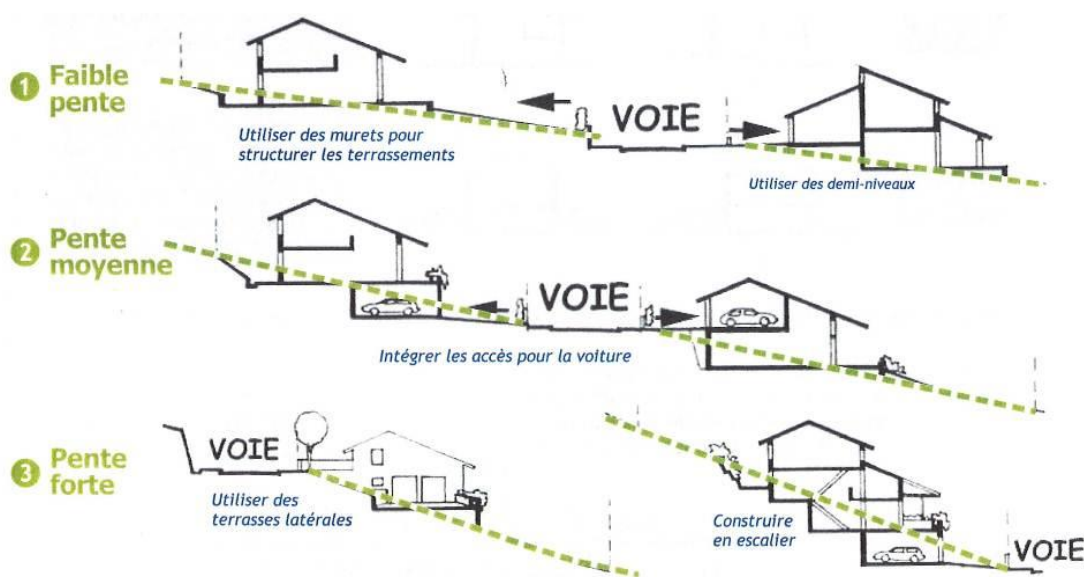 1 Faible
pente
VOIE
Utiliser des murets pour
structurer les terrassements
Utiliser des demi-niveaux
2 Pente
moyenne
VOIE
Intégrer les accès pour la voiture
3 Pente
forte
VOIE
Utiliser des
terrasses latérales
Construire
en escalier
VOIE